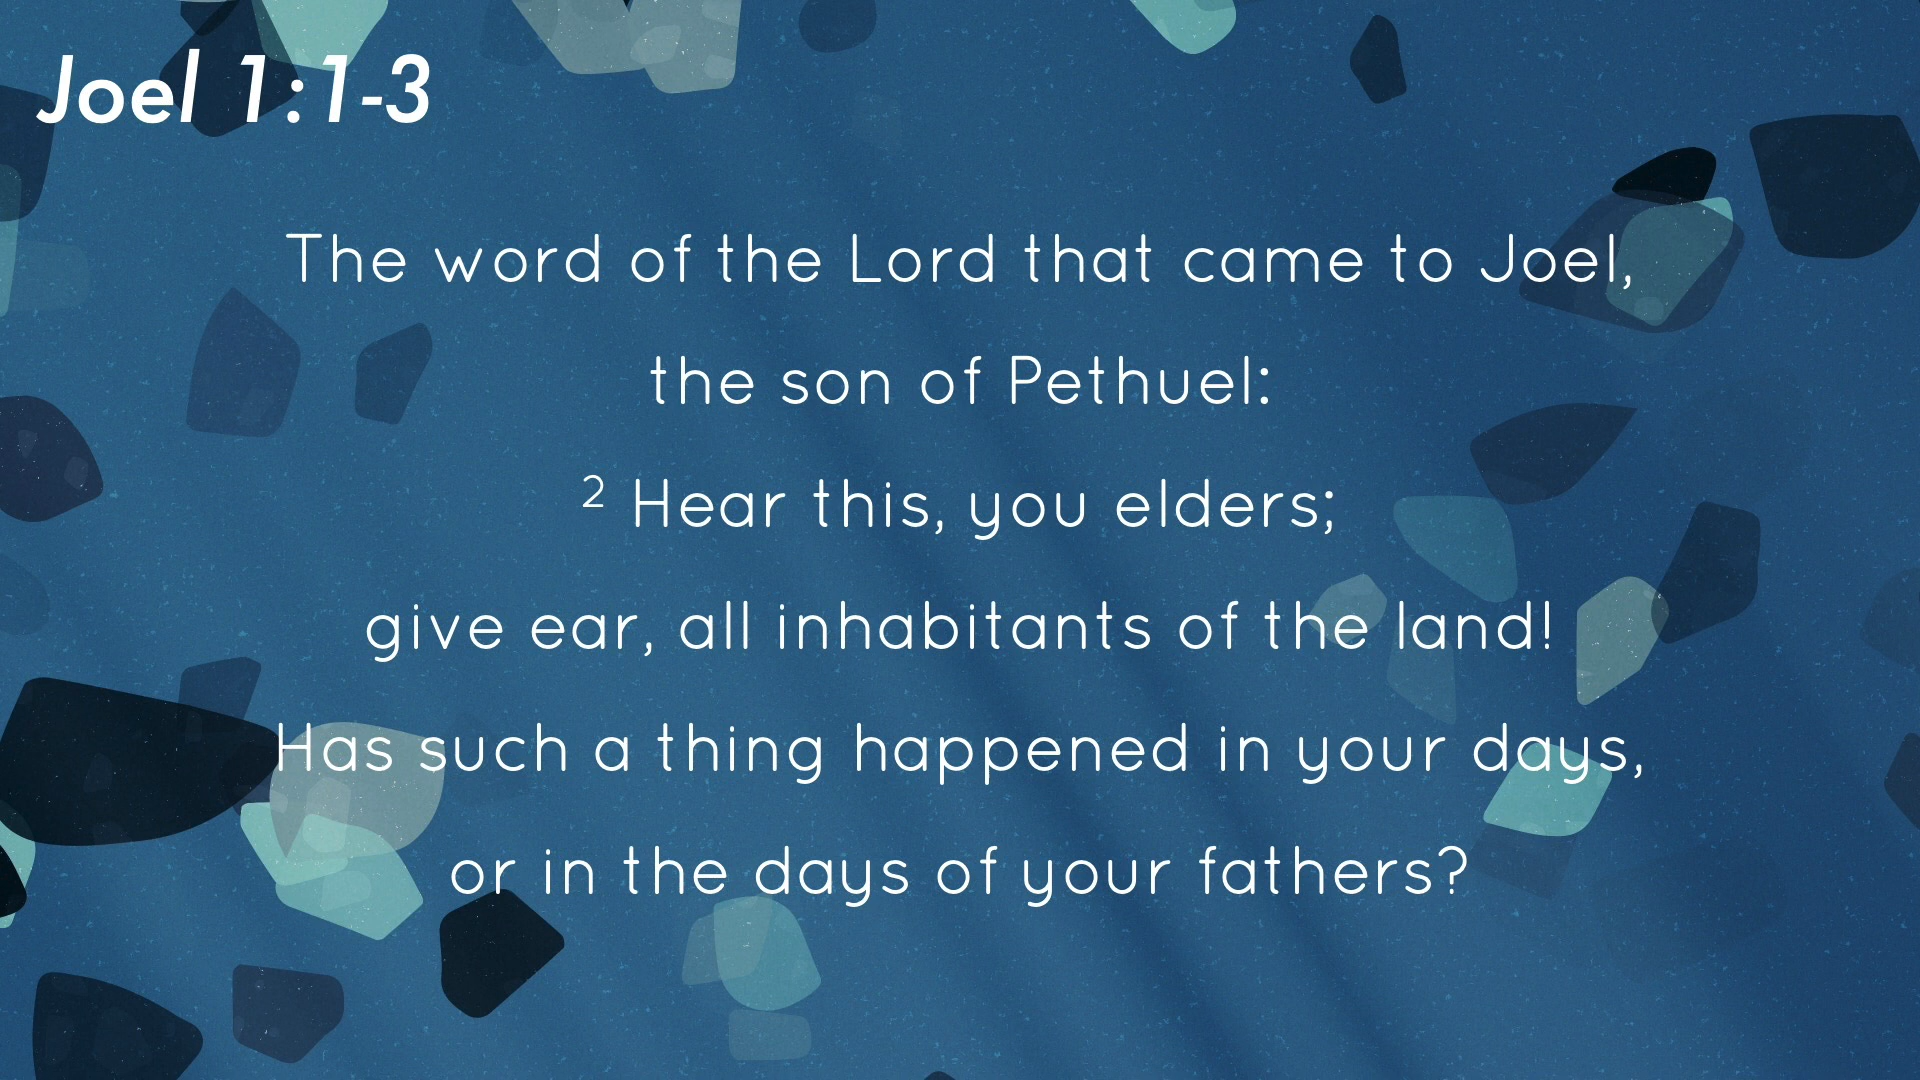 Joel 1:1-3
The word of the Lord that came to Joel,
the son of Pethuel:
² Hear this, you elders;
give ear, all inhabitants of the land!
Has such a thing happened in your days,
or in the days of your fathers?